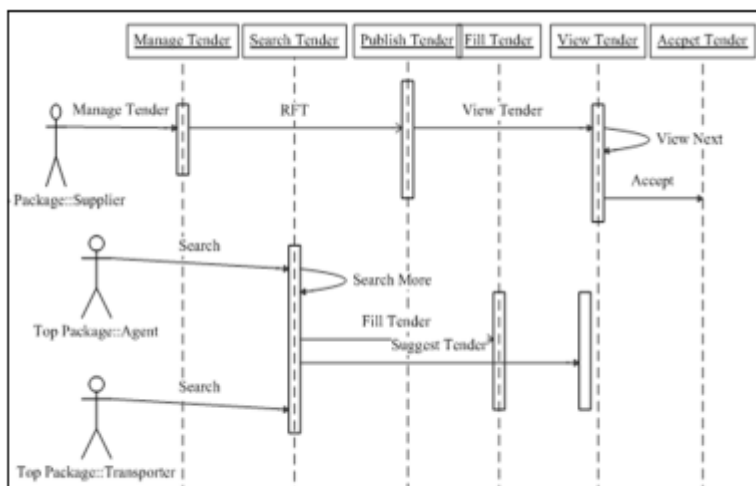 Manage Tender
Search Tender
Publish Tender
Fill Tender
View Tender
Accpet Tender
Manage Tender
RFT
View Tender
View Next
Accept
Package::Supplier
Search
Search More
Fill Tender
Suggest Tender
Top Package::Agent
Search
Top Package::Transporter